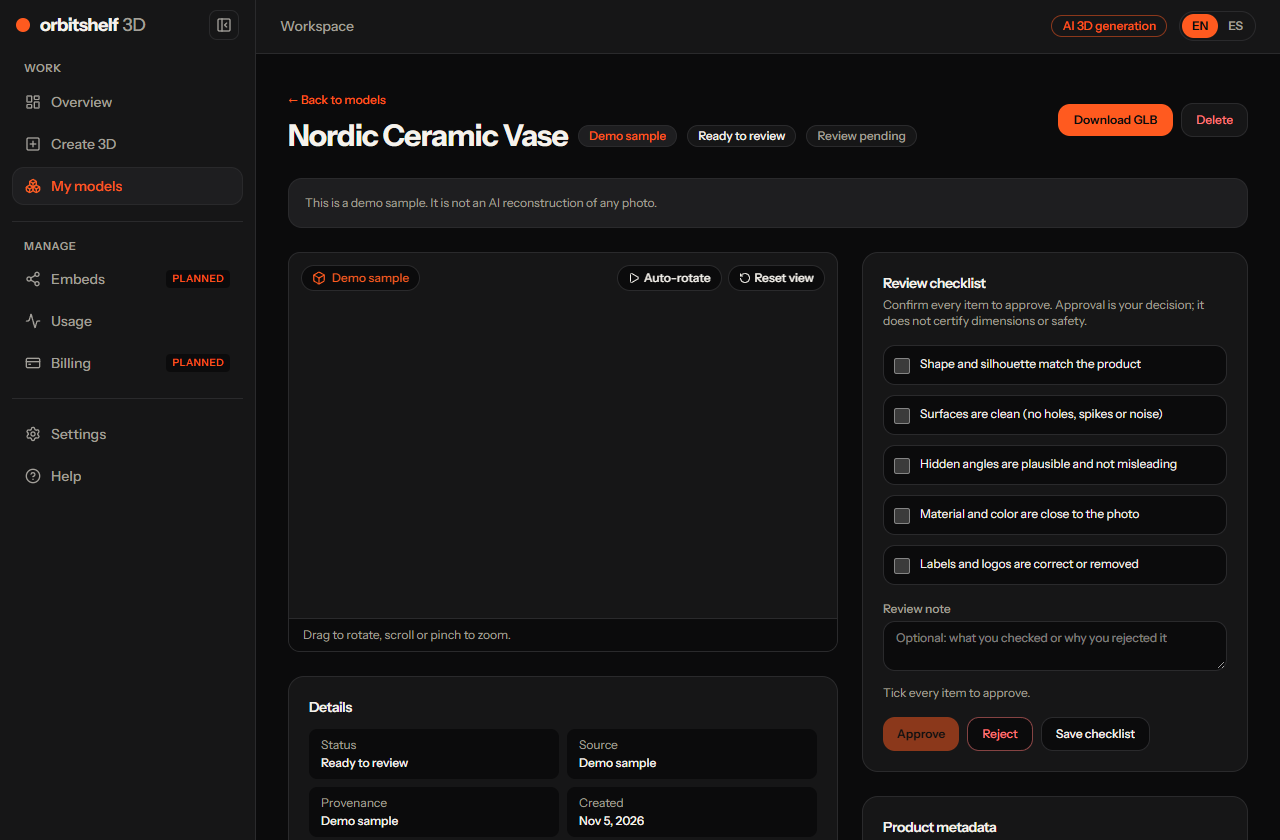 orbitshelf 3D
WORK
Overview
Create 3D
My models
MANAGE
Embeds PLANNED
Usage
Billing PLANNED
Settings
Help
Workspace
AI 3D generation
EN ES
← Back to models
Nordic Ceramic Vase Demo sample Ready to review Review pending
Download GLB Delete
This is a demo sample. It is not an AI reconstruction of any photo.
Demo sample Auto-rotate Reset view
Drag to rotate, scroll or pinch to zoom.
Details
Status
Ready to review
Source
Demo sample
Provenance
Demo sample
Created
Nov 5, 2026
Review checklist
Confirm every item to approve. Approval is your decision; it
does not certify dimensions or safety.
Shape and silhouette match the product
Surfaces are clean (no holes, spikes or noise)
Hidden angles are plausible and not misleading
Material and color are close to the photo
Labels and logos are correct or removed
Review note
Optional: what you checked or why you rejected it
Tick every item to approve.
Approve Reject Save checklist
Product metadata